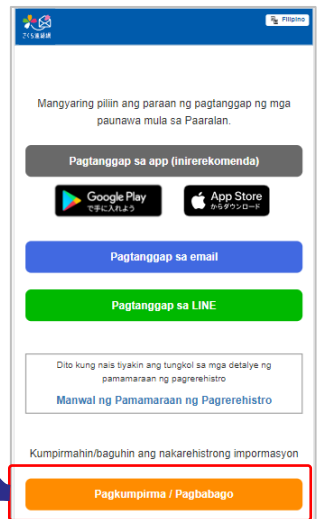 さくら連絡網
Filipino
Mangyaring piliin ang paraan ng pagtanggap ng mga
paunawa mula sa Paaralan.
Pagtanggap sa app (inirerekomenda)
Google Play
で手に入れよう
App Store
からダウンロード
Pagtanggap sa email
Pagtanggap sa LINE
Dito kung nais tiyakin ang tungkol sa mga detalye ng
pamamaraan ng pagrerehistro
Manwal ng Pamamaraan ng Pagrerehistro
Kumpirmahin/baguhin ang nakarehistrong impormasyon
Pagkumpirma / Pagbabago